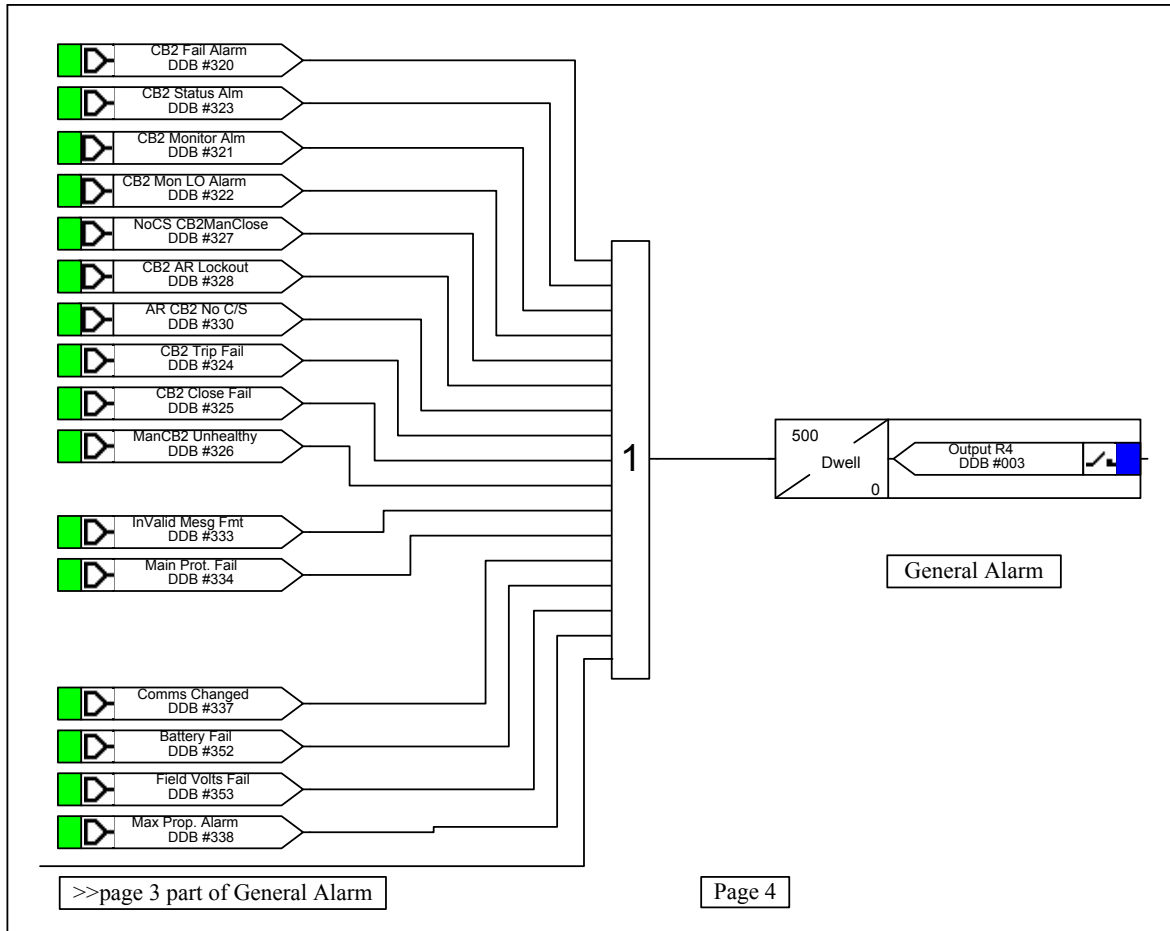 CB2 Fail Alarm
DDB #320
CB2 Status Alm
DDB #323
CB2 Monitor Alm
DDB #321
CB2 Mon LO Alarm
DDB #322
NoCS CB2ManClose
DDB #327
CB2 AR Lockout
DDB #328
AR CB2 No C/S
DDB #330
CB2 Trip Fail
DDB #324
CB2 Close Fail
DDB #325
ManCB2 Unhealthy
DDB #326
InValid Mesg Fmt
DDB #333
Main Prot. Fail
DDB #334
Comms Changed
DDB #337
Battery Fail
DDB #352
Field Volts Fail
DDB #353
Max Prop. Alarm
DDB #338
1
500
Dwell
0
Output R4
DDB #003
General Alarm
>>page 3 part of General Alarm
Page 4